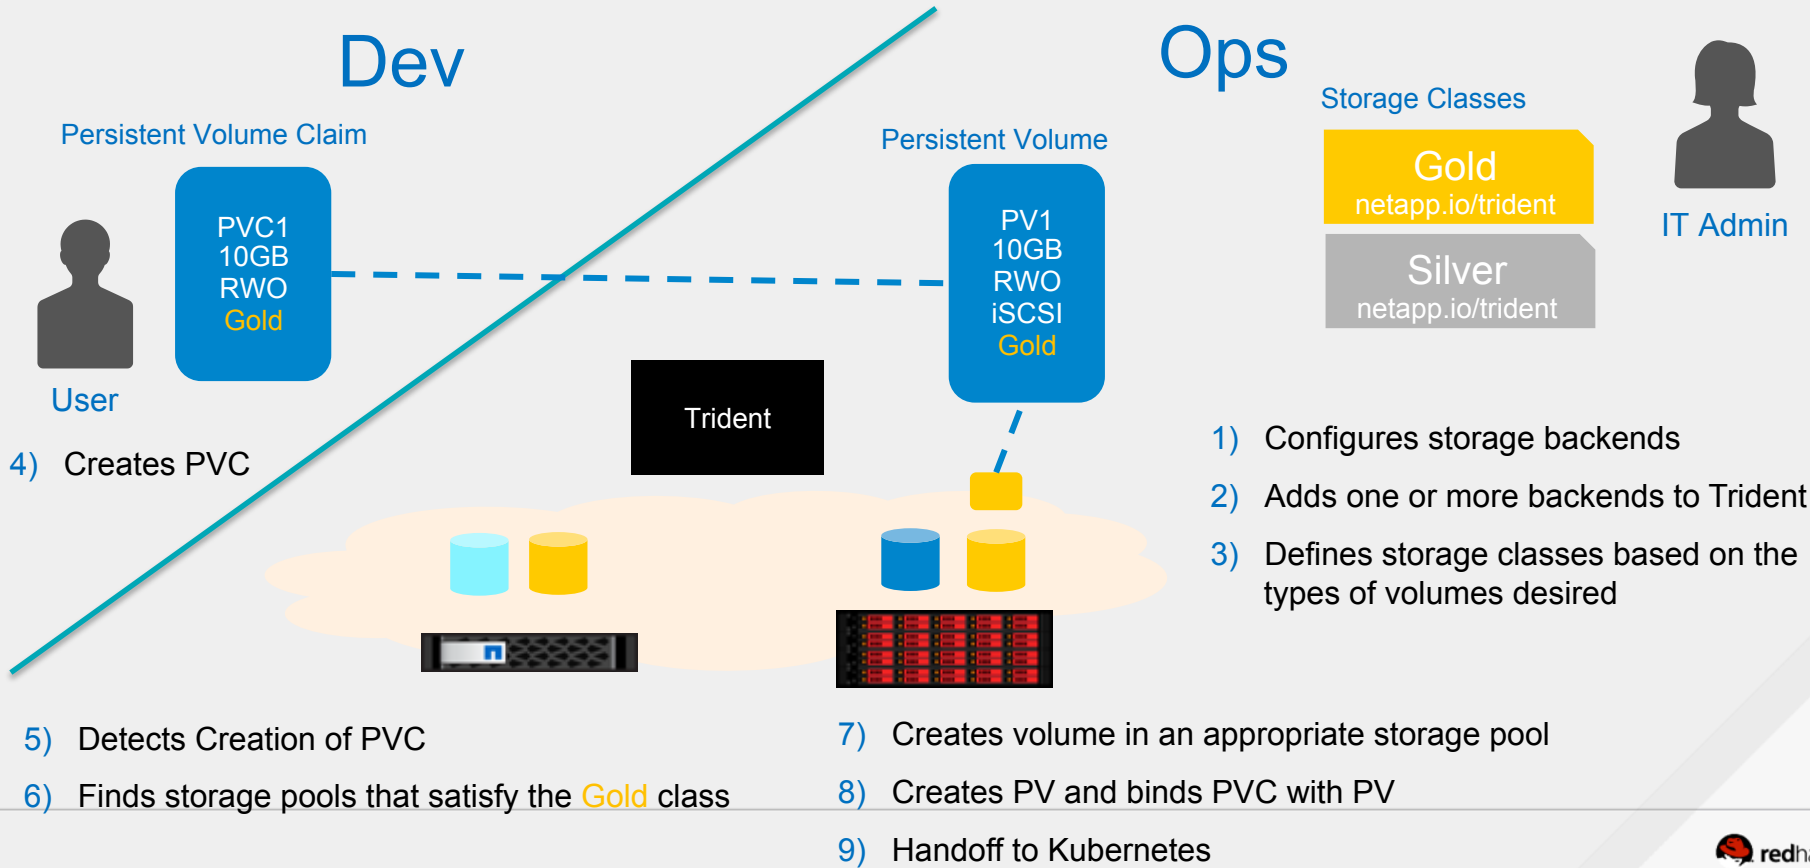 Dev
Ops
Persistent Volume Claim
Persistent Volume
Storage Classes
PVC1
10GB
RWO
Gold
PV1
10GB
RWO
iSCSI
Gold
Gold
netapp.io/trident
Silver
netapp.io/trident
IT Admin
User
Trident
4) Creates PVC
1) Configures storage backends
2) Adds one or more backends to Trident
3) Defines storage classes based on the
types of volumes desired
5) Detects Creation of PVC
6) Finds storage pools that satisfy the Gold class
7) Creates volume in an appropriate storage pool
8) Creates PV and binds PVC with PV
9) Handoff to Kubernetes
redha